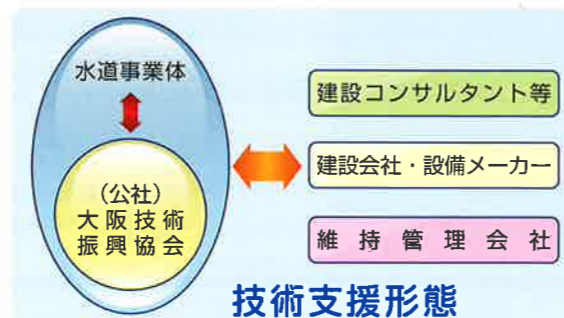 水道事業体
(公社)
大阪技術
振興協会
建設コンサルタント等
建設会社・設備メーカー
維持管理会社
技術支援形態